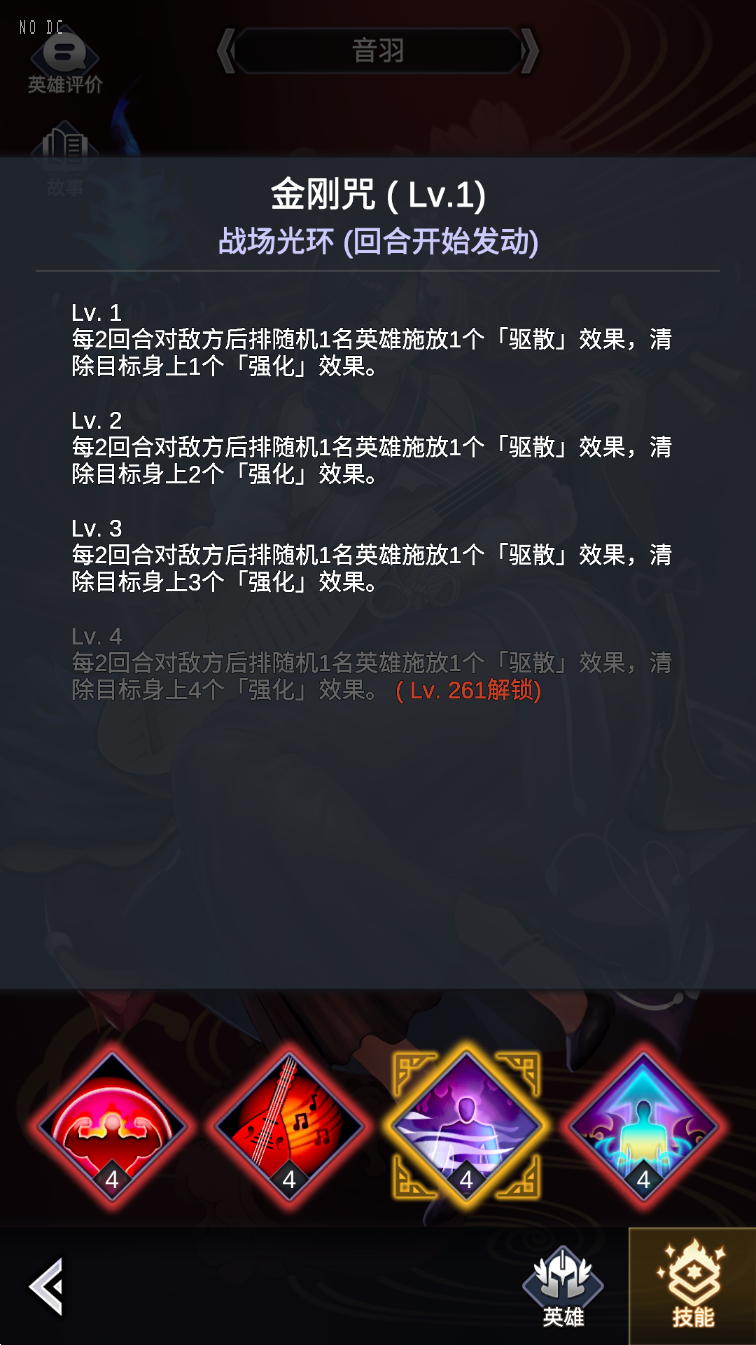 NO DC
音羽
英雄评价
故事
金刚咒 ( Lv.1)
战场光环 (回合开始发动)
Lv. 1
每2回合对敌方后排随机1名英雄施放1个「驱散」效果，清
除目标身上1个「强化」效果。
Lv. 2
每2回合对敌方后排随机1名英雄施放1个「驱散」效果，清
除目标身上2个「强化」效果。
Lv. 3
每2回合对敌方后排随机1名英雄施放1个「驱散」效果，清
除目标身上3个「强化」效果。
Lv. 4
每2回合对敌方后排随机1名英雄施放1个「驱散」效果，清
除目标身上4个「强化」效果。 ( Lv. 261解锁)
4 4 4 4
英雄 技能